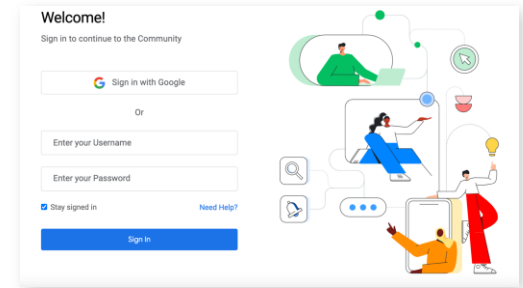 Welcome!
Sign in to continue to the Community
Sign in with Google
Or
Enter your Username
Enter your Password
Stay signed in
Need Help?
Sign In